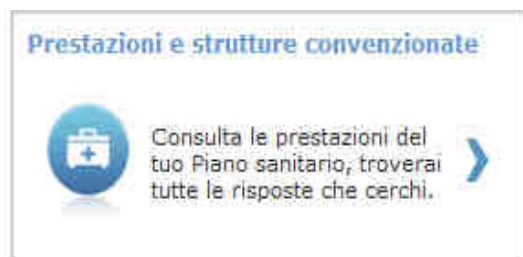 Prestazioni e strutture convenzionate
Consulta le prestazioni del
tuo Piano sanitario, troverai
tutte le risposte che cerchi.